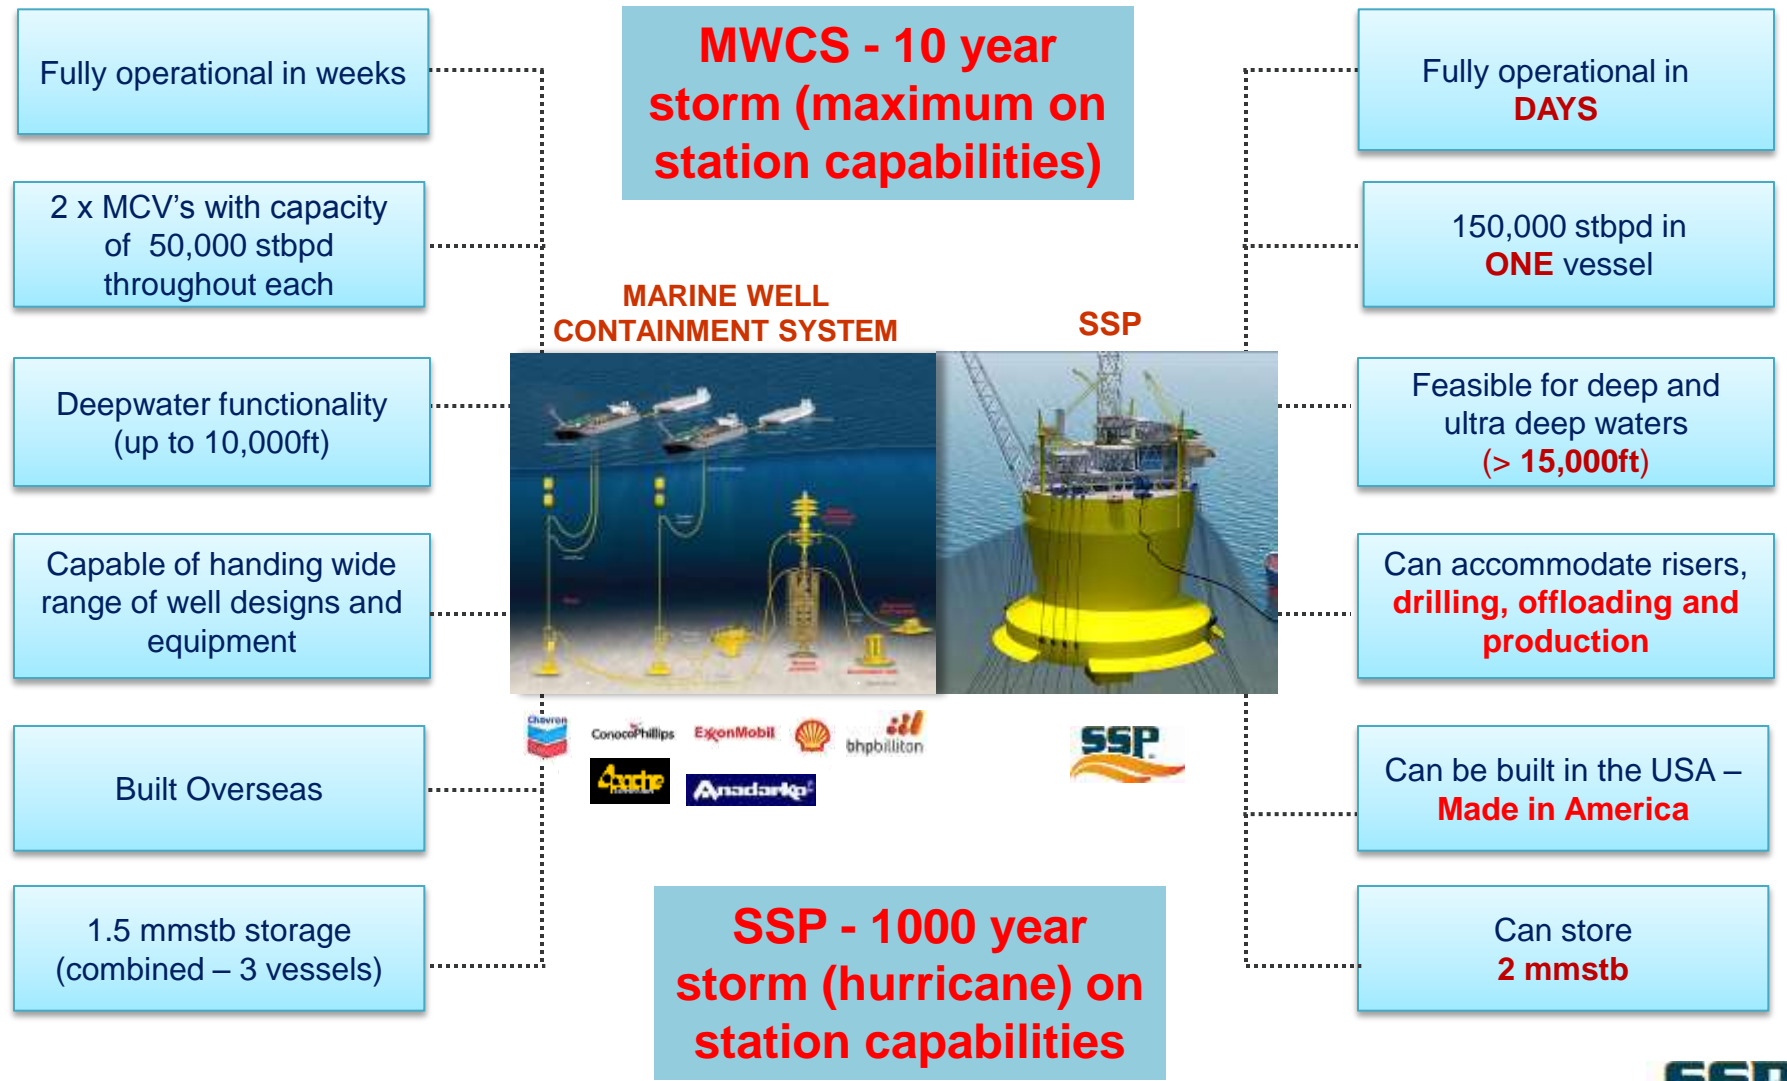 MWCS - 10 year
storm (maximum on
station capabilities)
Fully operational in weeks
2 x MCV's with capacity
of 50,000 stbpd
throughout each
Deepwater functionality
(up to 10,000ft)
Capable of handing wide
range of well designs and
equipment
Built Overseas
1.5 mmstb storage
(combined – 3 vessels)
MARINE WELL
CONTAINMENT SYSTEM
SSP
Chevron
ConocoPhillips
ExxonMobil
bhpbilliton
Apache
Anadarko
SSP
Fully operational in
DAYS
150,000 stbpd in
ONE vessel
Feasible for deep and
ultra deep waters
(> 15,000ft)
Can accommodate risers,
drilling, offloading and
production
Can be built in the USA –
Made in America
Can store
2 mmstb
SSP - 1000 year
storm (hurricane) on
station capabilities
SSP